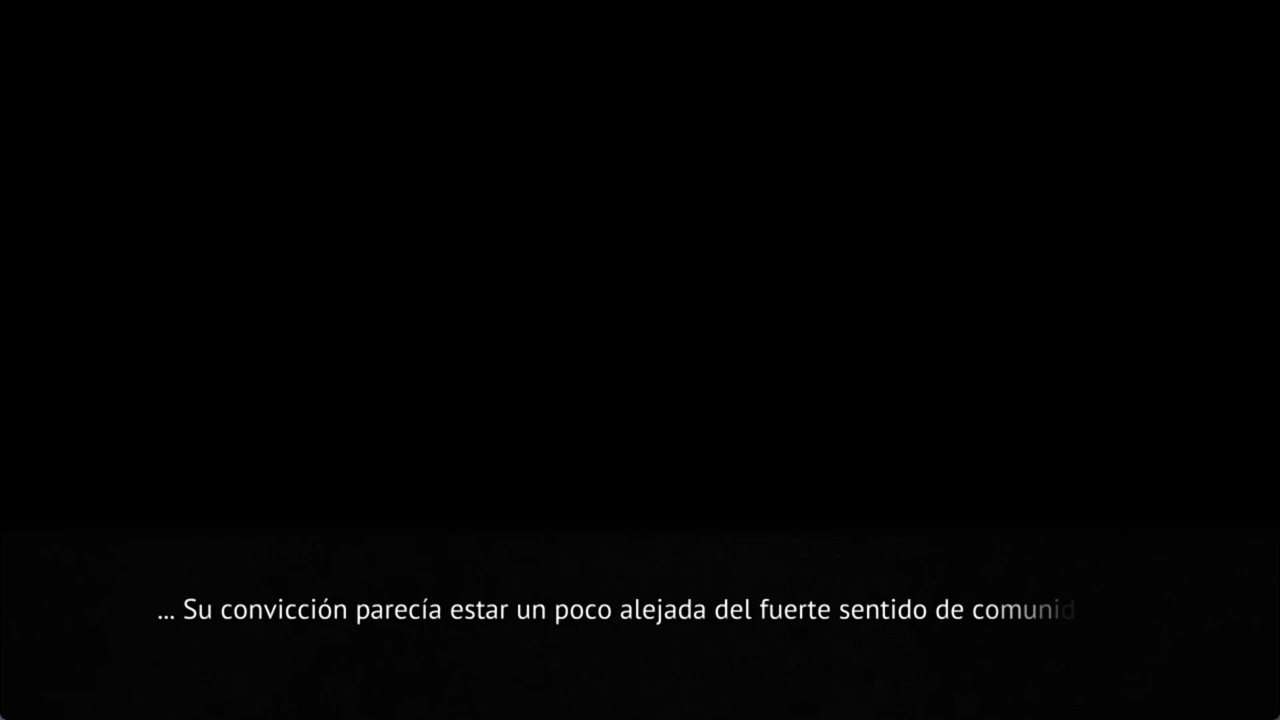 ... Su convicción parecía estar un poco alejada del fuerte sentido de comunid